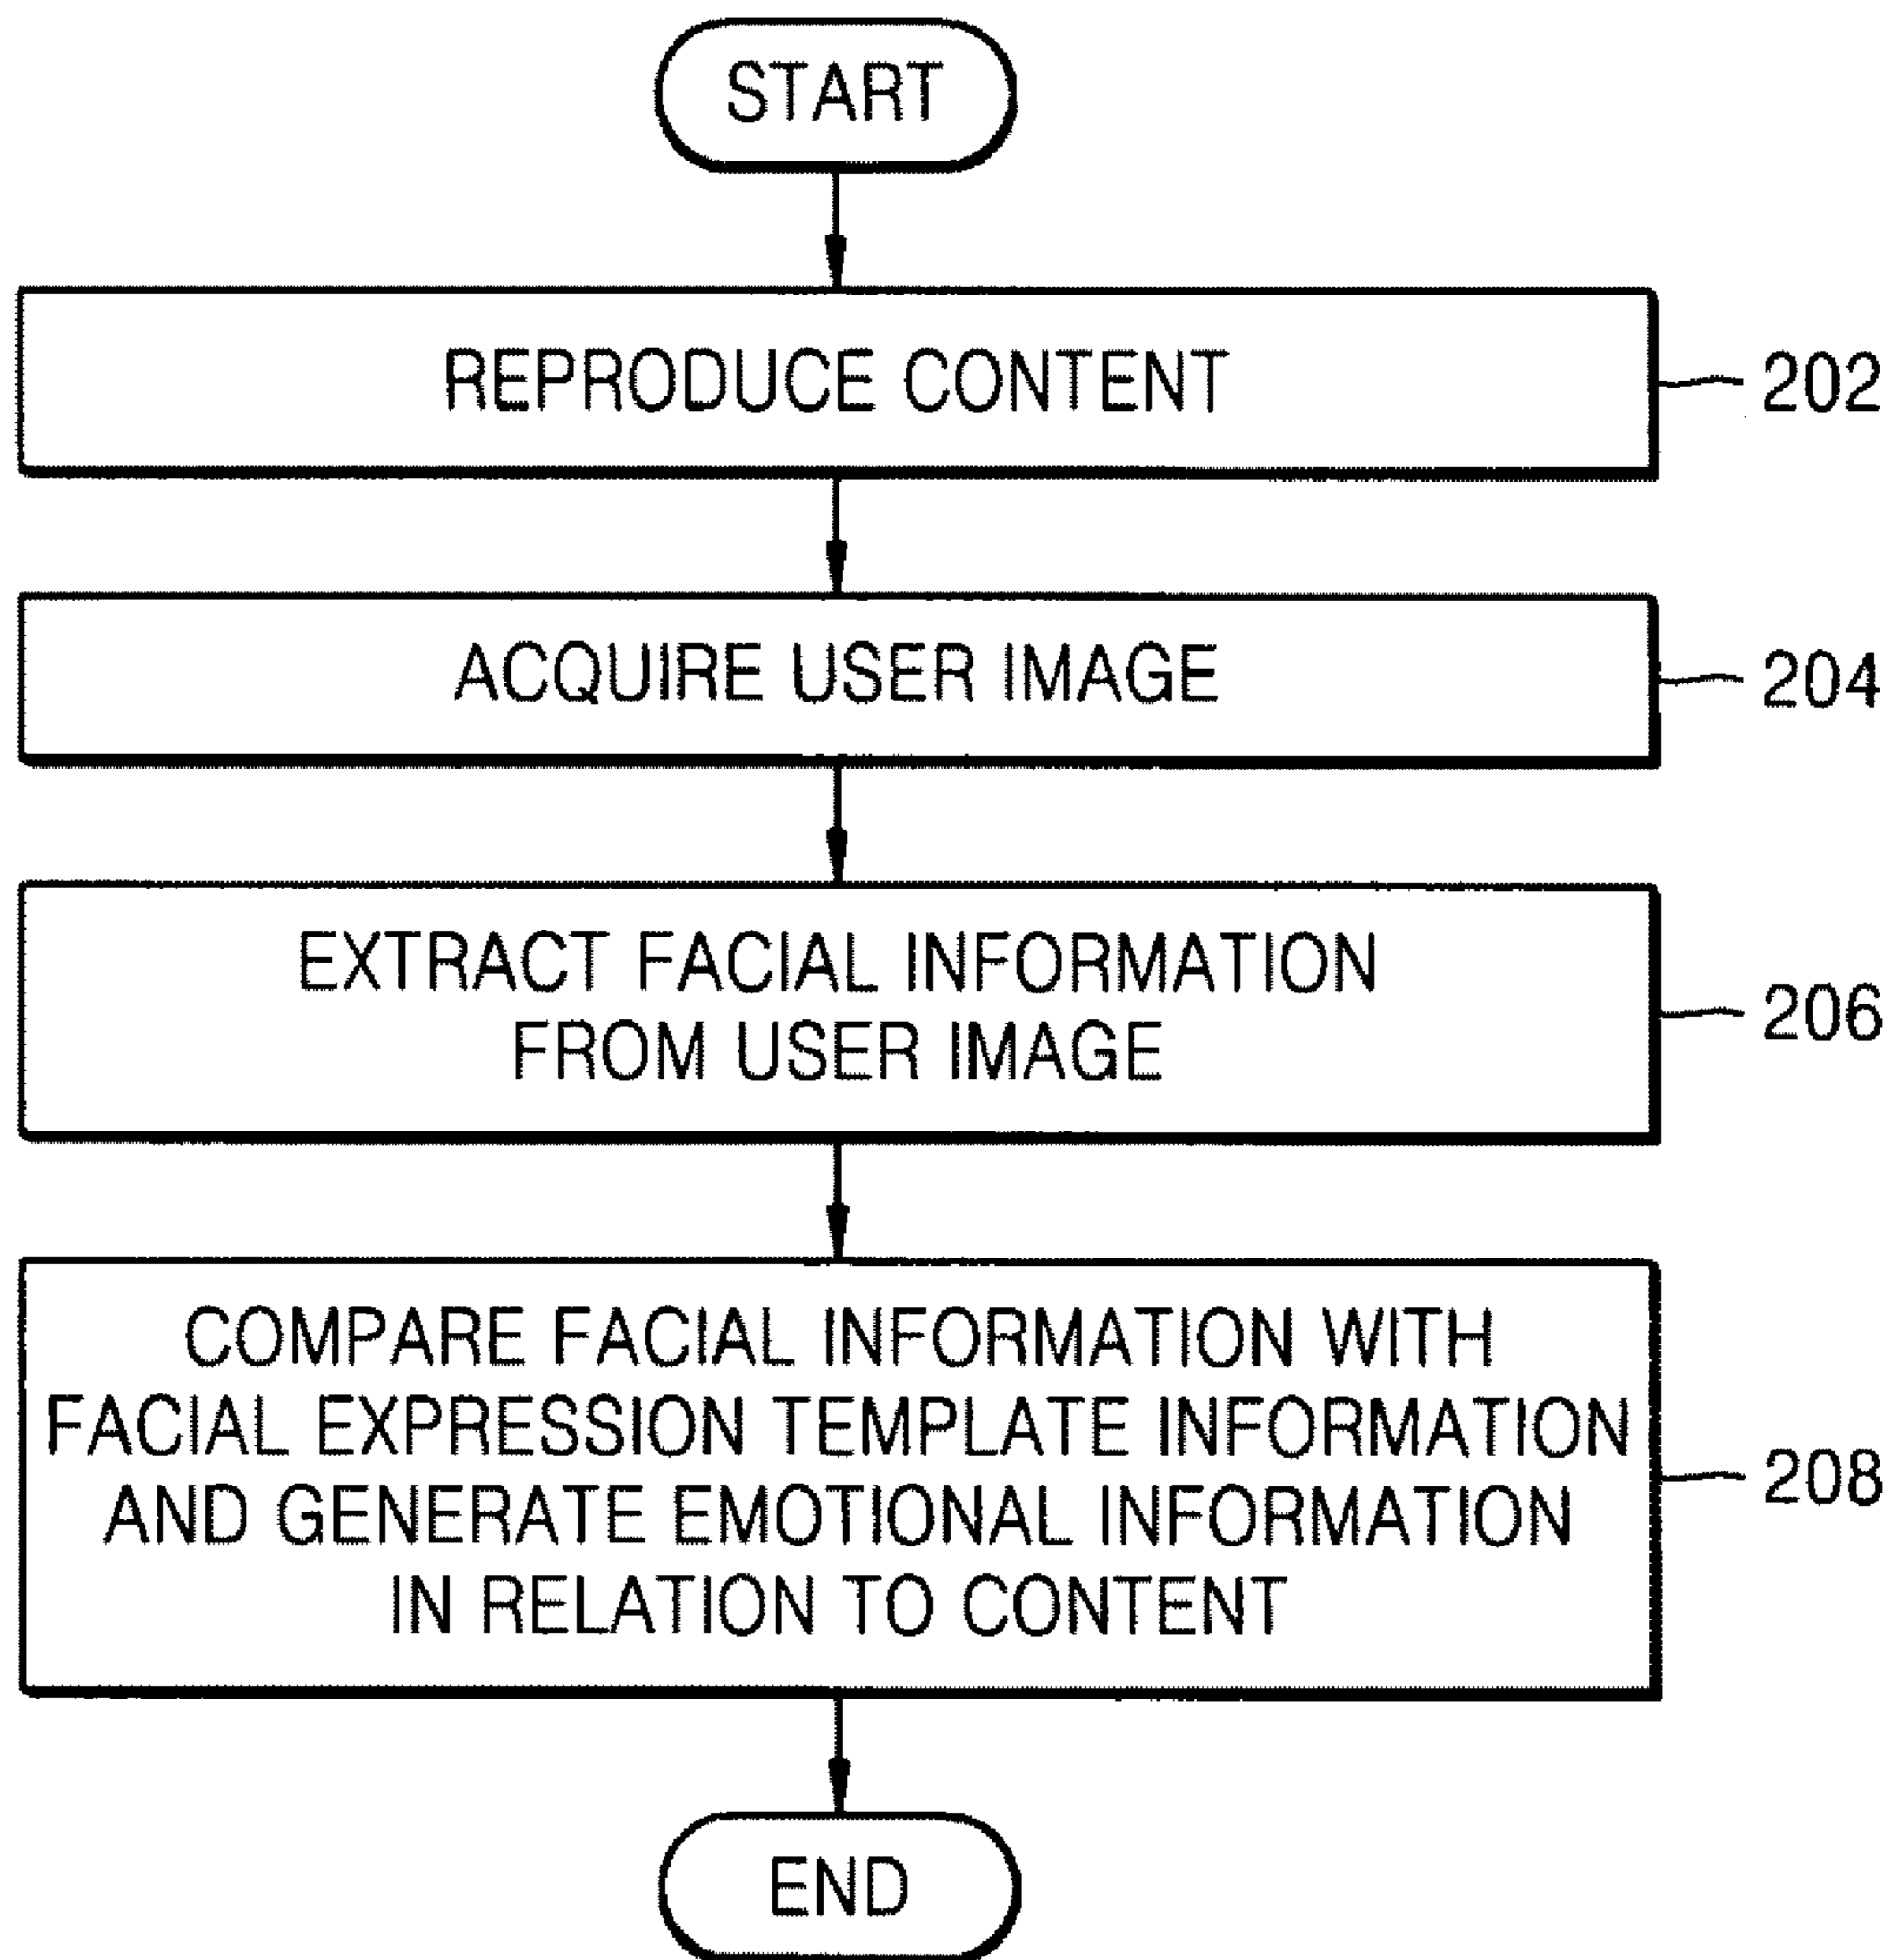 START
REPRODUCE CONTENT
202
ACQUIRE USER IMAGE
204
EXTRACT FACIAL INFORMATION
FROM USER IMAGE
206
COMPARE FACIAL INFORMATION WITH
FACIAL EXPRESSION TEMPLATE INFORMATION
AND GENERATE EMOTIONAL INFORMATION
IN RELATION TO CONTENT
208
END